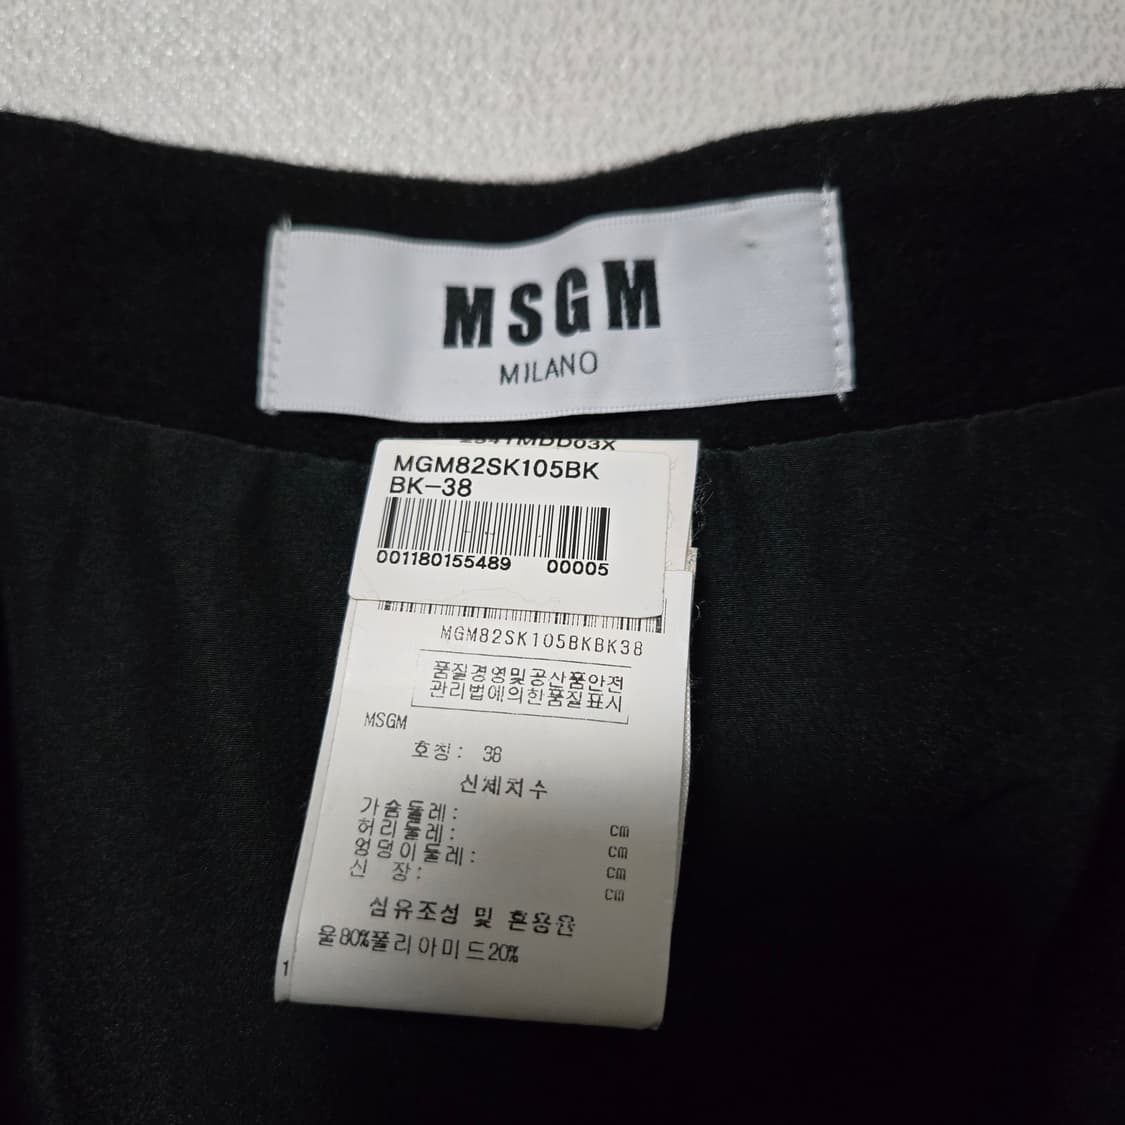 MSGM
MILANO
2541MDD03X
MGM82SK105BK
BK-38
001180155489 00005
MGM82SK105BKBK38
품질경영및공산품안전
관리법에의한품질표시
MSGM
호칭: 38
신체치수
가슴둘레: cm
허리둘레: cm
엉덩이둘레: cm
신 장: cm
섬유조성 및 혼용율
울80%폴리아미드20%
1